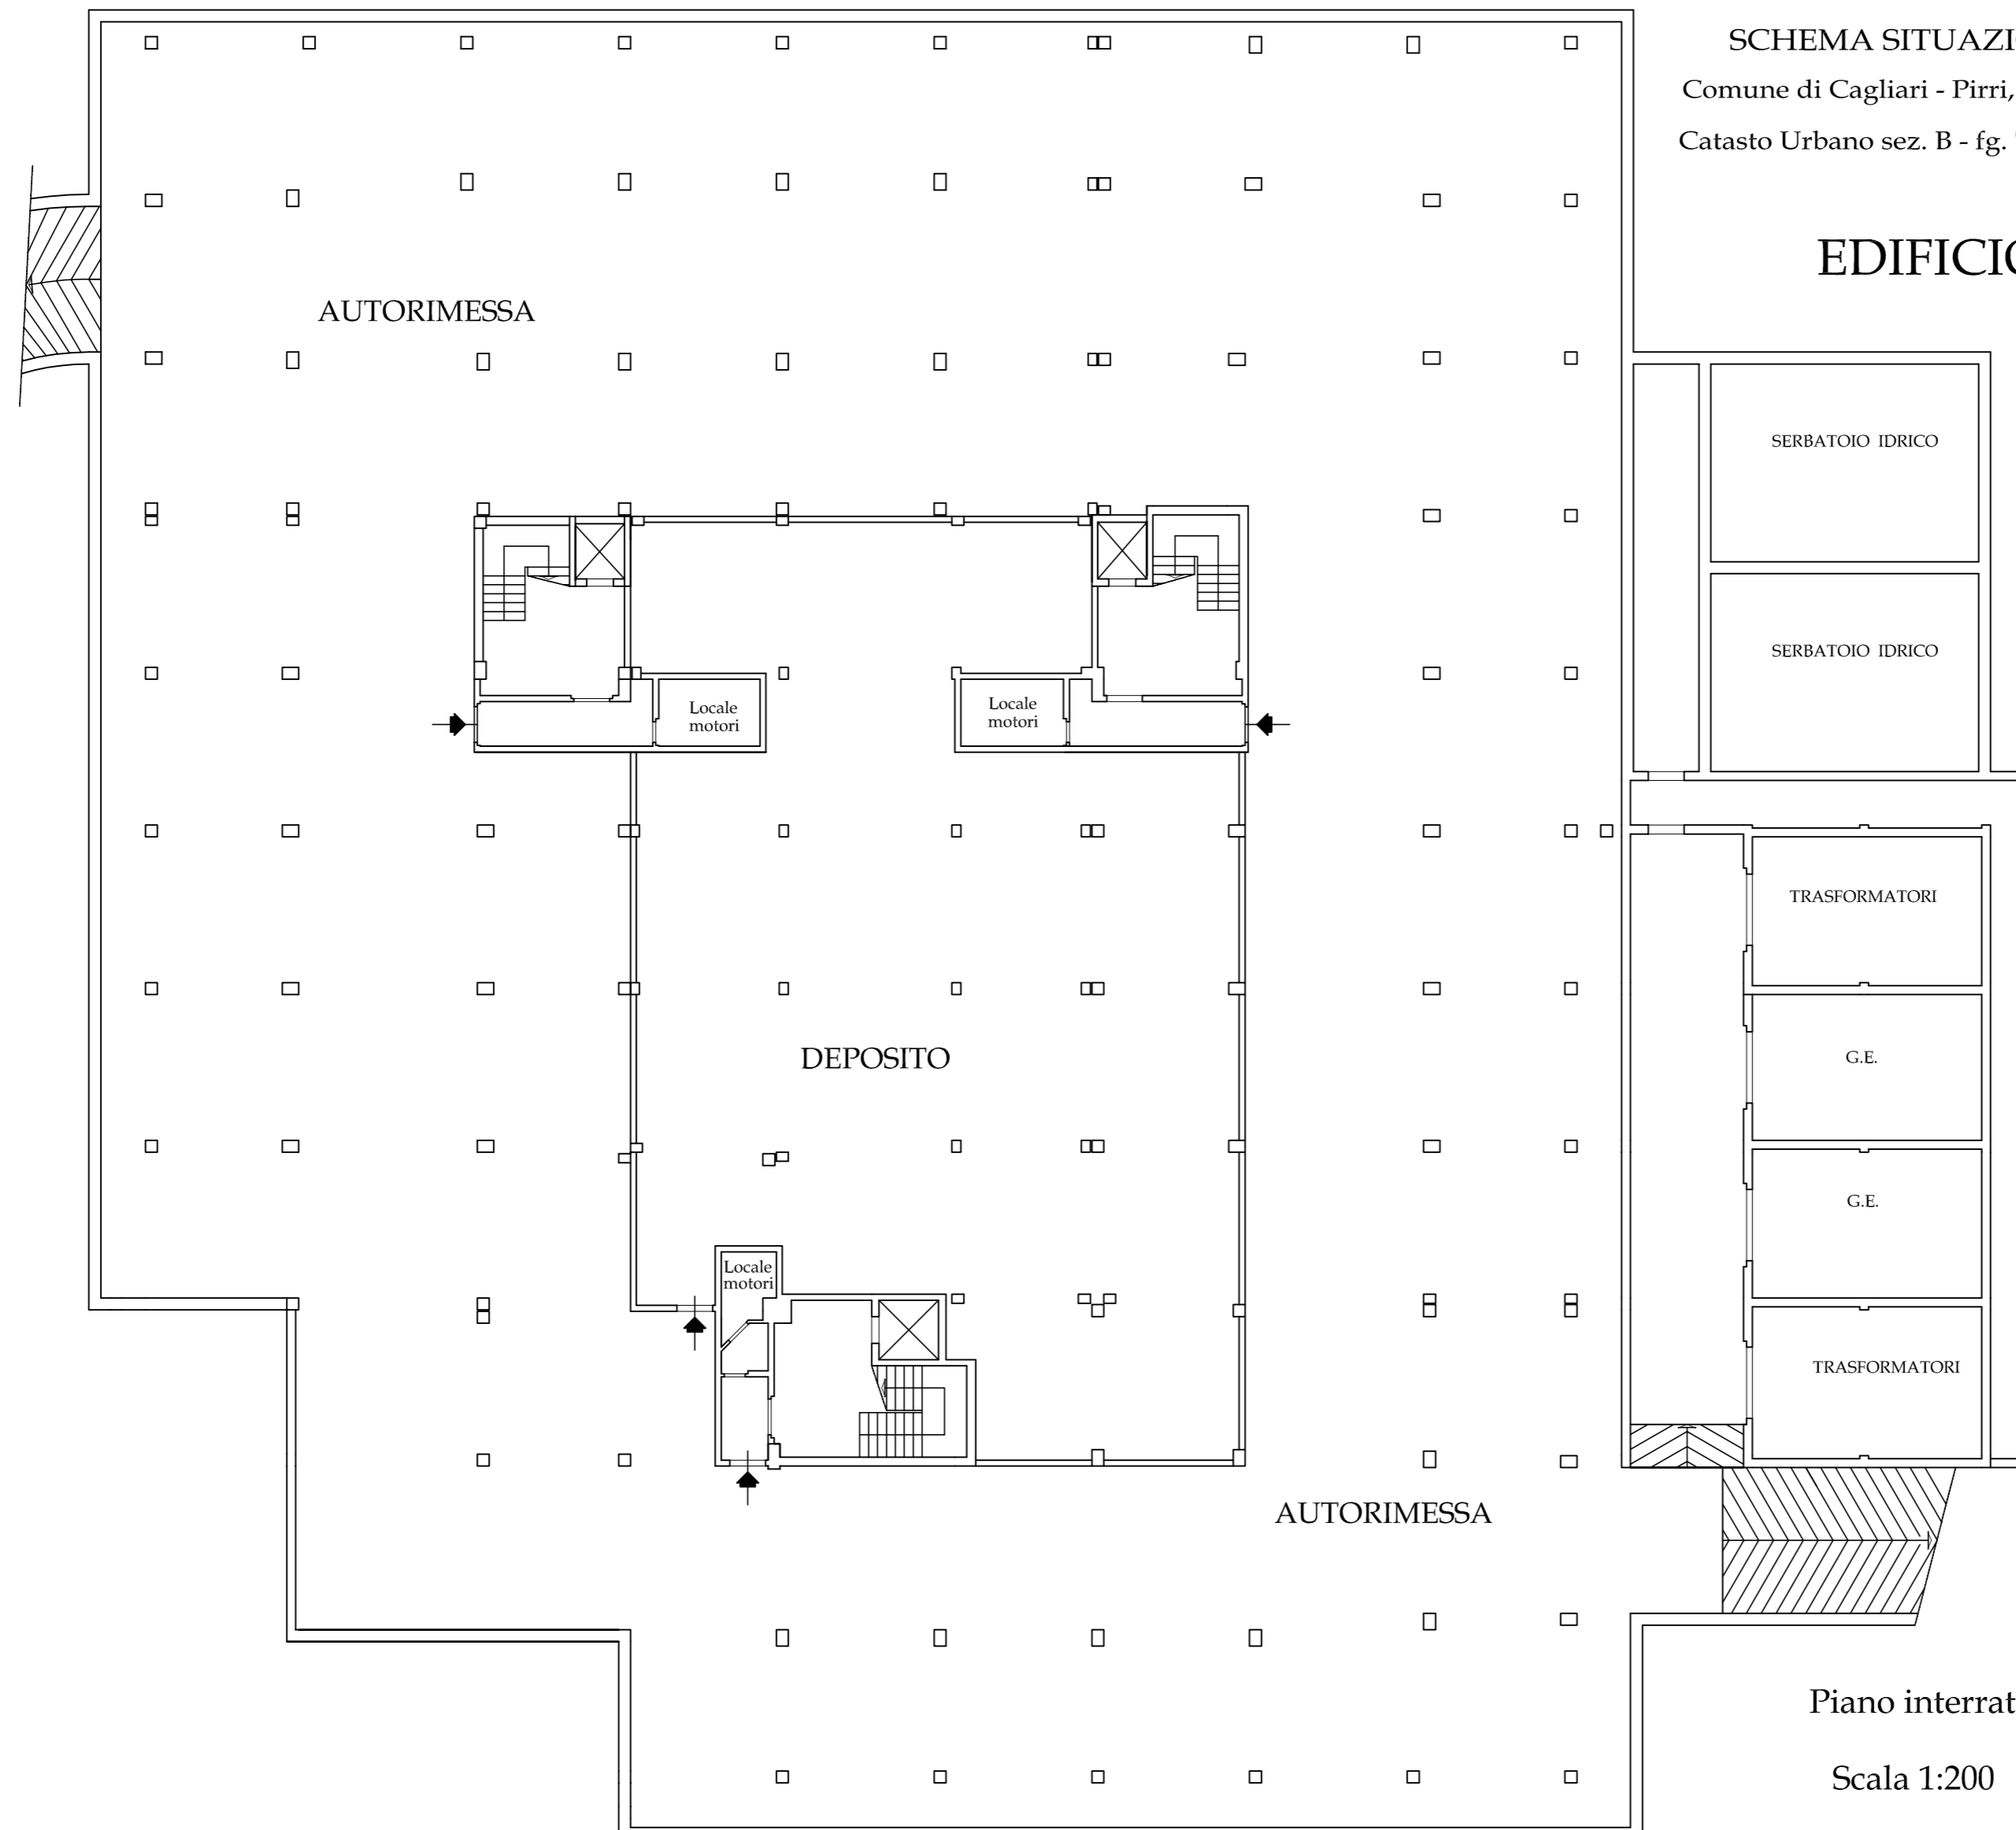 SCHEMA SITUAZI
Comune di Cagliari - Pirri,
Catasto Urbano sez. B - fg.
EDIFICIO
AUTORIMESSA
SERBATOIO IDRICO
SERBATOIO IDRICO
Locale
motori
Locale
motori
TRASFORMATORI
DEPOSITO
G.E.
G.E.
Locale
motori
TRASFORMATORI
AUTORIMESSA
Piano interrat
Scala 1:200